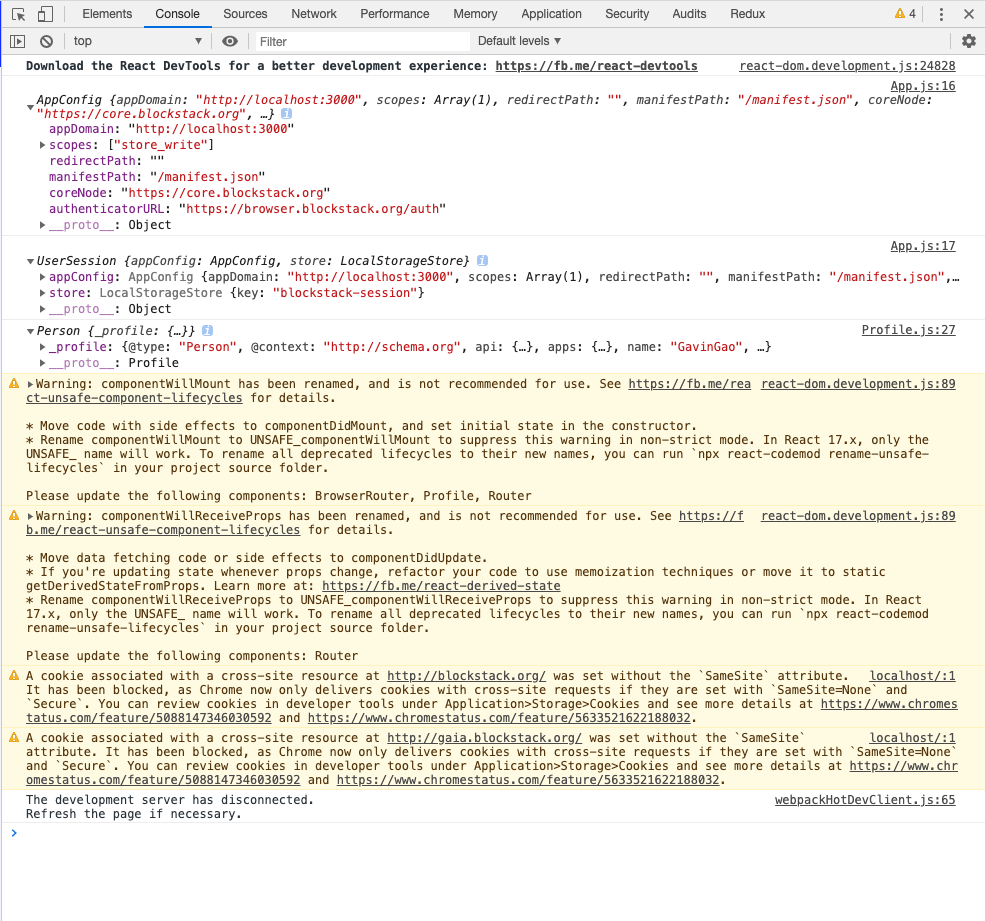 Elements Console Sources Network Performance Memory Application Security Audits Redux 4
top Filter Default levels
Download the React DevTools for a better development experience: https://fb.me/react-devtools react-dom.development.js:24828
App.js:16
AppConfig {appDomain: "http://localhost:3000", scopes: Array(1), redirectPath: "", manifestPath: "/manifest.json", coreNode:
"https://core.blockstack.org", …}
appDomain: "http://localhost:3000"
scopes: ["store_write"]
redirectPath: ""
manifestPath: "/manifest.json"
coreNode: "https://core.blockstack.org"
authenticatorURL: "https://browser.blockstack.org/auth"
__proto__: Object
App.js:17
UserSession {appConfig: AppConfig, store: LocalStorageStore}
appConfig: AppConfig {appDomain: "http://localhost:3000", scopes: Array(1), redirectPath: "", manifestPath: "/manifest.json",…
store: LocalStorageStore {key: "blockstack-session"}
__proto__: Object
Person {_profile: {…}} Profile.js:27
_profile: {@type: "Person", @context: "http://schema.org", api: {…}, apps: {…}, name: "GavinGao", …}
__proto__: Profile
Warning: componentWillMount has been renamed, and is not recommended for use. See https://fb.me/rea react-dom.development.js:89
ct-unsafe-component-lifecycles for details.
* Move code with side effects to componentDidMount, and set initial state in the constructor.
* Rename componentWillMount to UNSAFE_componentWillMount to suppress this warning in non-strict mode. In React 17.x, only the
UNSAFE_ name will work. To rename all deprecated lifecycles to their new names, you can run `npx react-codemod rename-unsafe-
lifecycles` in your project source folder.
Please update the following components: BrowserRouter, Profile, Router
Warning: componentWillReceiveProps has been renamed, and is not recommended for use. See https://f react-dom.development.js:89
b.me/react-unsafe-component-lifecycles for details.
* Move data fetching code or side effects to componentDidUpdate.
* If you're updating state whenever props change, refactor your code to use memoization techniques or move it to static
getDerivedStateFromProps. Learn more at: https://fb.me/react-derived-state
* Rename componentWillReceiveProps to UNSAFE_componentWillReceiveProps to suppress this warning in non-strict mode. In React
17.x, only the UNSAFE_ name will work. To rename all deprecated lifecycles to their new names, you can run `npx react-codemod
rename-unsafe-lifecycles` in your project source folder.
Please update the following components: Router
A cookie associated with a cross-site resource at http://blockstack.org/ was set without the `SameSite` attribute. localhost/:1
It has been blocked, as Chrome now only delivers cookies with cross-site requests if they are set with `SameSite=None` and
`Secure`. You can review cookies in developer tools under Application>Storage>Cookies and see more details at https://www.chromes
tatus.com/feature/5088147346030592 and https://www.chromestatus.com/feature/5633521622188032.
A cookie associated with a cross-site resource at http://gaia.blockstack.org/ was set without the `SameSite` localhost/:1
attribute. It has been blocked, as Chrome now only delivers cookies with cross-site requests if they are set with `SameSite=None`
and `Secure`. You can review cookies in developer tools under Application>Storage>Cookies and see more details at https://www.chr
omestatus.com/feature/5088147346030592 and https://www.chromestatus.com/feature/5633521622188032.
The development server has disconnected. webpackHotDevClient.js:65
Refresh the page if necessary.